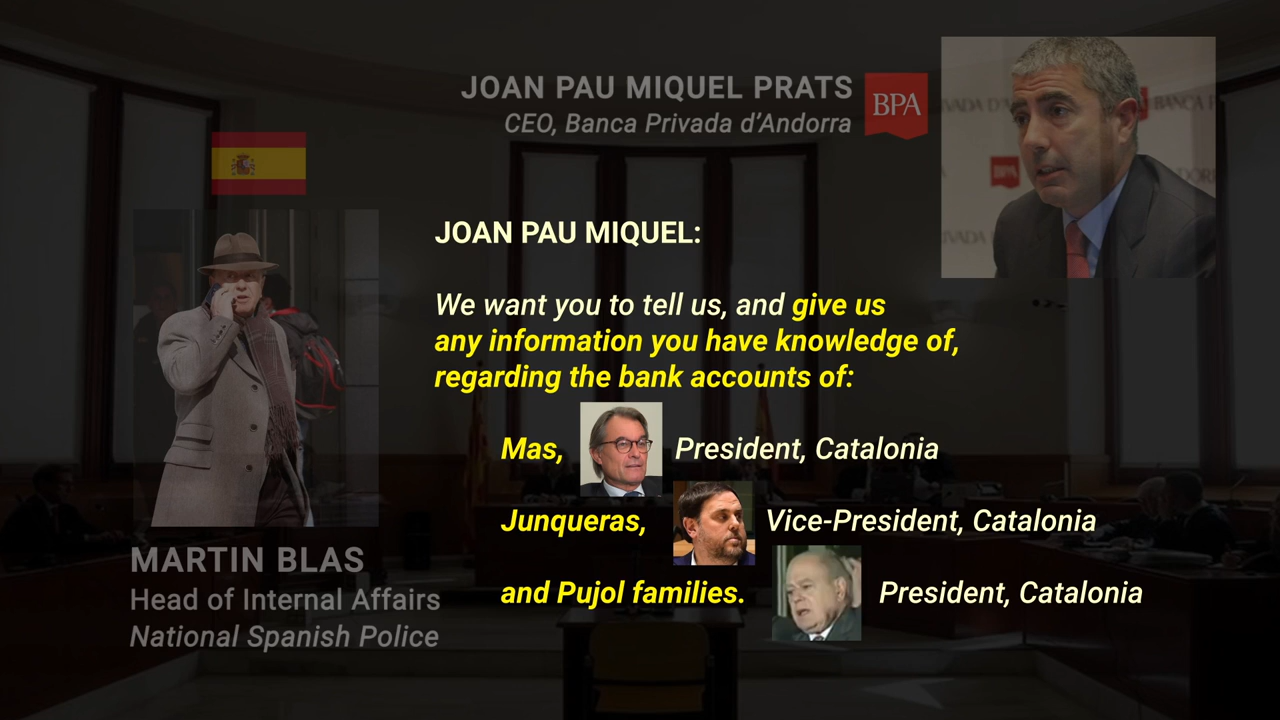 JOAN PAU MIQUEL PRATS
CEO, Banca Privada d'Andorra
BPA
BPA
JOAN PAU MIQUEL:
We want you to tell us, and give us
any information you have knowledge of,
regarding the bank accounts of:
Mas, President, Catalonia
Junqueras, Vice-President, Catalonia
and Pujol families. President, Catalonia
MARTIN BLAS
Head of Internal Affairs
National Spanish Police